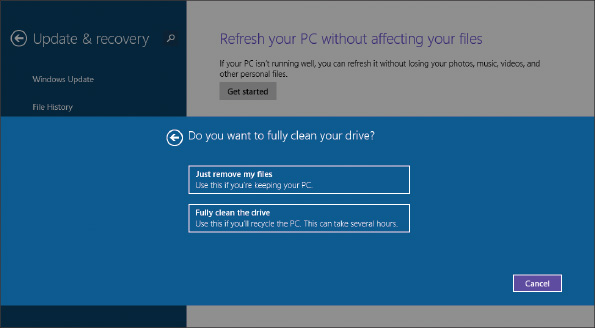 Update & recovery
Windows Update
File History
Refresh your PC without affecting your files
If your PC isn't running well, you can refresh it without losing your photos, music, videos, and
other personal files.
Get started
Do you want to fully clean your drive?
Just remove my files
Use this if you're keeping your PC.
Fully clean the drive
Use this if you'll recycle the PC. This can take several hours.
Cancel